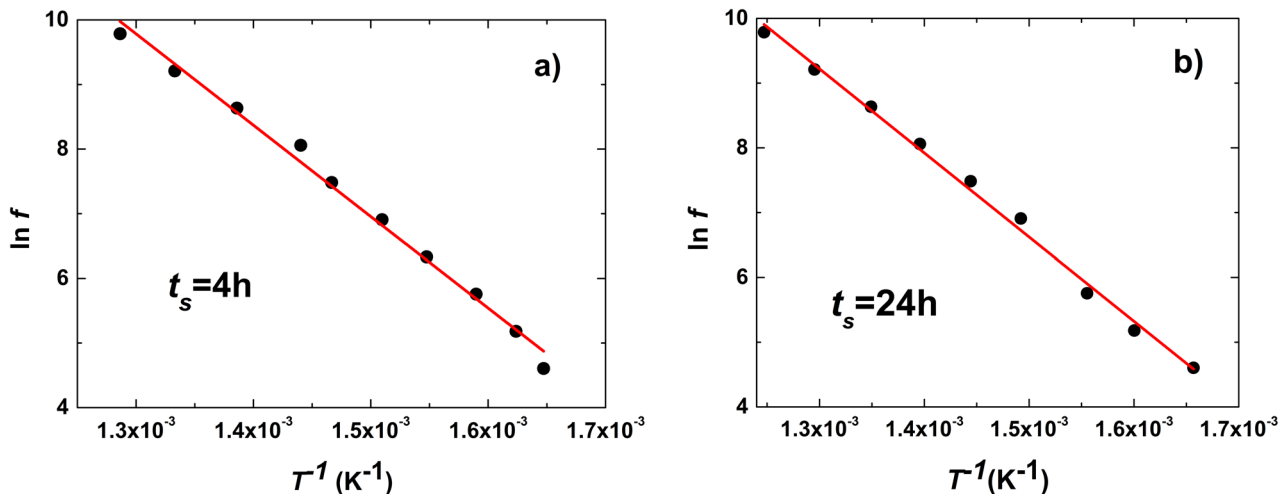 10
8
6
4
ln f
a)
t_s=4h
1.3x10⁻³ 1.4x10⁻³ 1.5x10⁻³ 1.6x10⁻³ 1.7x10⁻³
T⁻¹ (K⁻¹)
10
8
6
4
ln f
b)
t_s=24h
1.3x10⁻³ 1.4x10⁻³ 1.5x10⁻³ 1.6x10⁻³ 1.7x10⁻³
T⁻¹(K⁻¹)